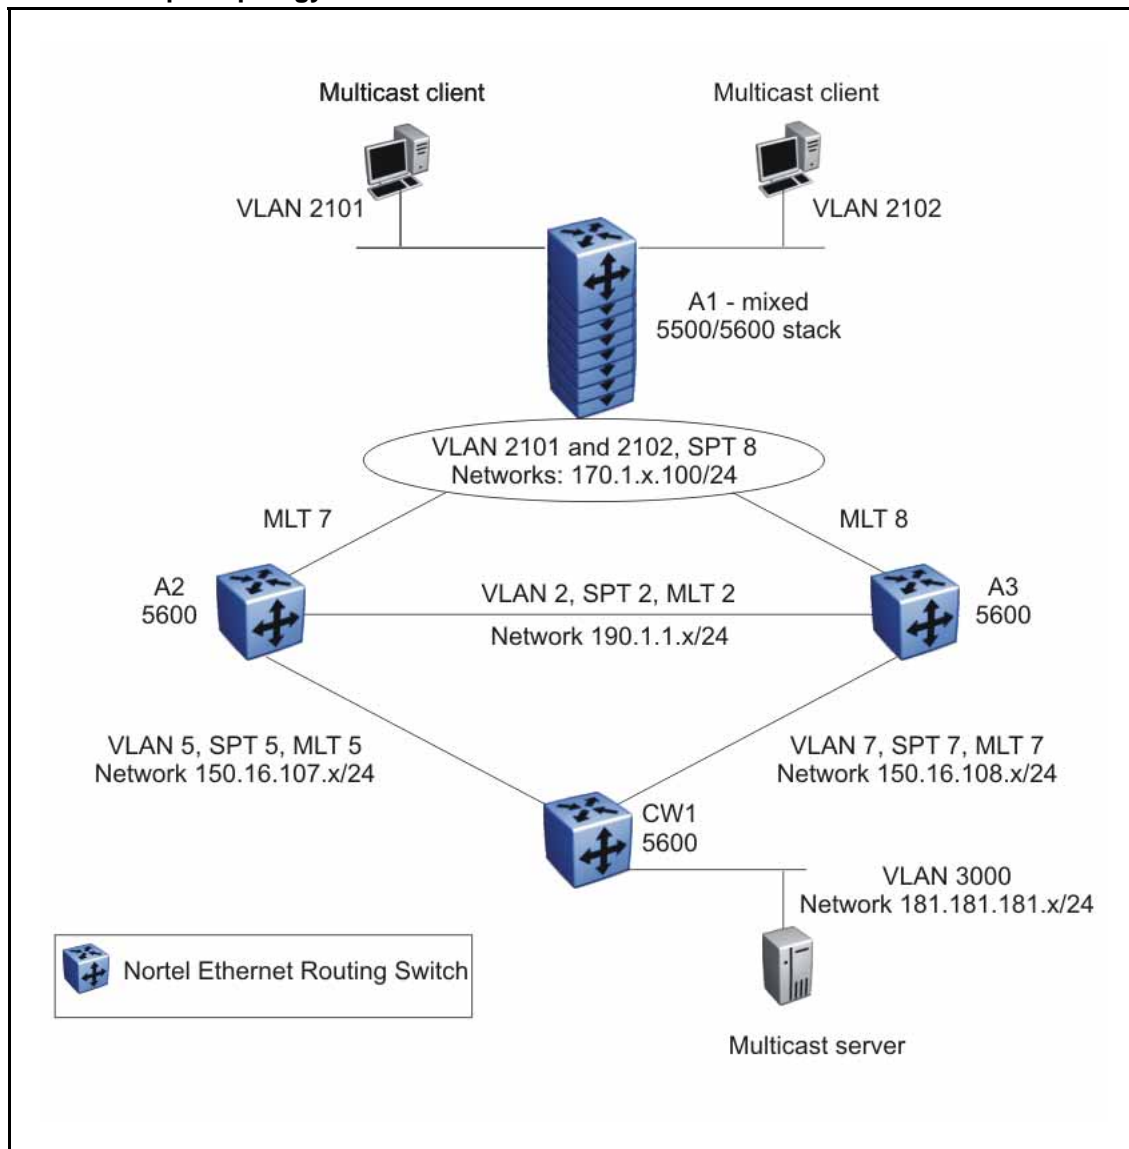 Multicast client
Multicast client
VLAN 2101
VLAN 2102
A1 - mixed
5500/5600 stack
VLAN 2101 and 2102, SPT 8
Networks: 170.1.x.100/24
MLT 7
MLT 8
A2
5600
VLAN 2, SPT 2, MLT 2
Network 190.1.1.x/24
A3
5600
VLAN 5, SPT 5, MLT 5
Network 150.16.107.x/24
VLAN 7, SPT 7, MLT 7
Network 150.16.108.x/24
CW1
5600
VLAN 3000
Network 181.181.181.x/24
Nortel Ethernet Routing Switch
Multicast server